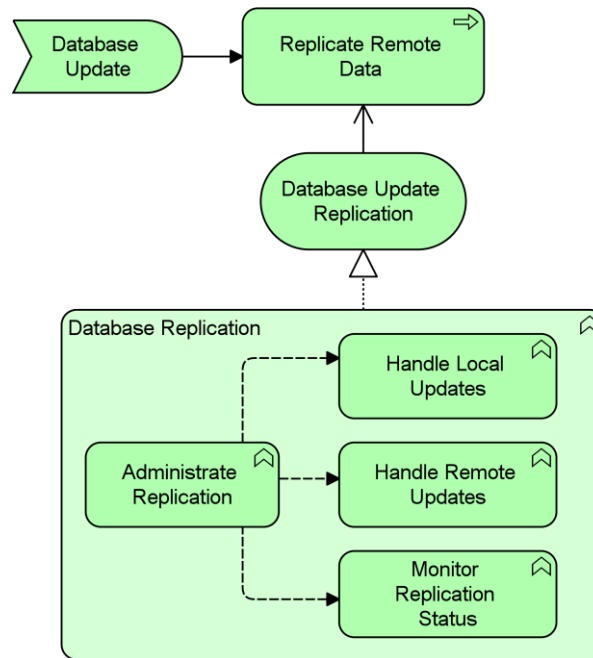 Database
Update
Replicate Remote
Data
Database Update
Replication
Database Replication
Handle Local
Updates
Administrate
Replication
Handle Remote
Updates
Monitor
Replication
Status